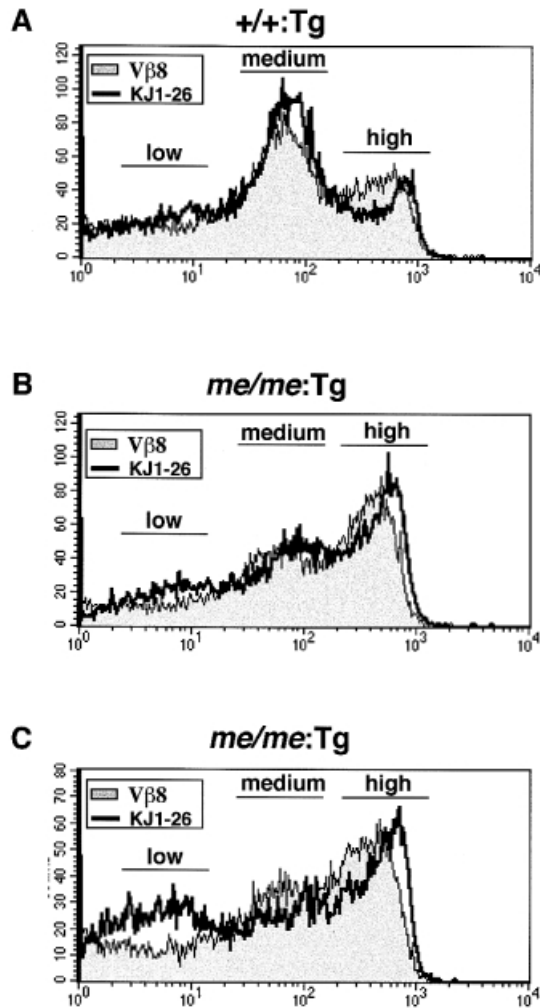 A
+/+:Tg
120
100
80
60
40
20
0
Vβ8
KJ1-26
low
medium
high
10⁰
10¹
10²
10³
10⁴
B
me/me:Tg
120
100
80
60
40
20
0
Vβ8
KJ1-26
low
medium
high
10⁰
10¹
10²
10³
10⁴
C
me/me:Tg
80
70
60
50
40
30
20
10
0
Vβ8
KJ1-26
low
medium
high
10⁰
10¹
10²
10³
10⁴